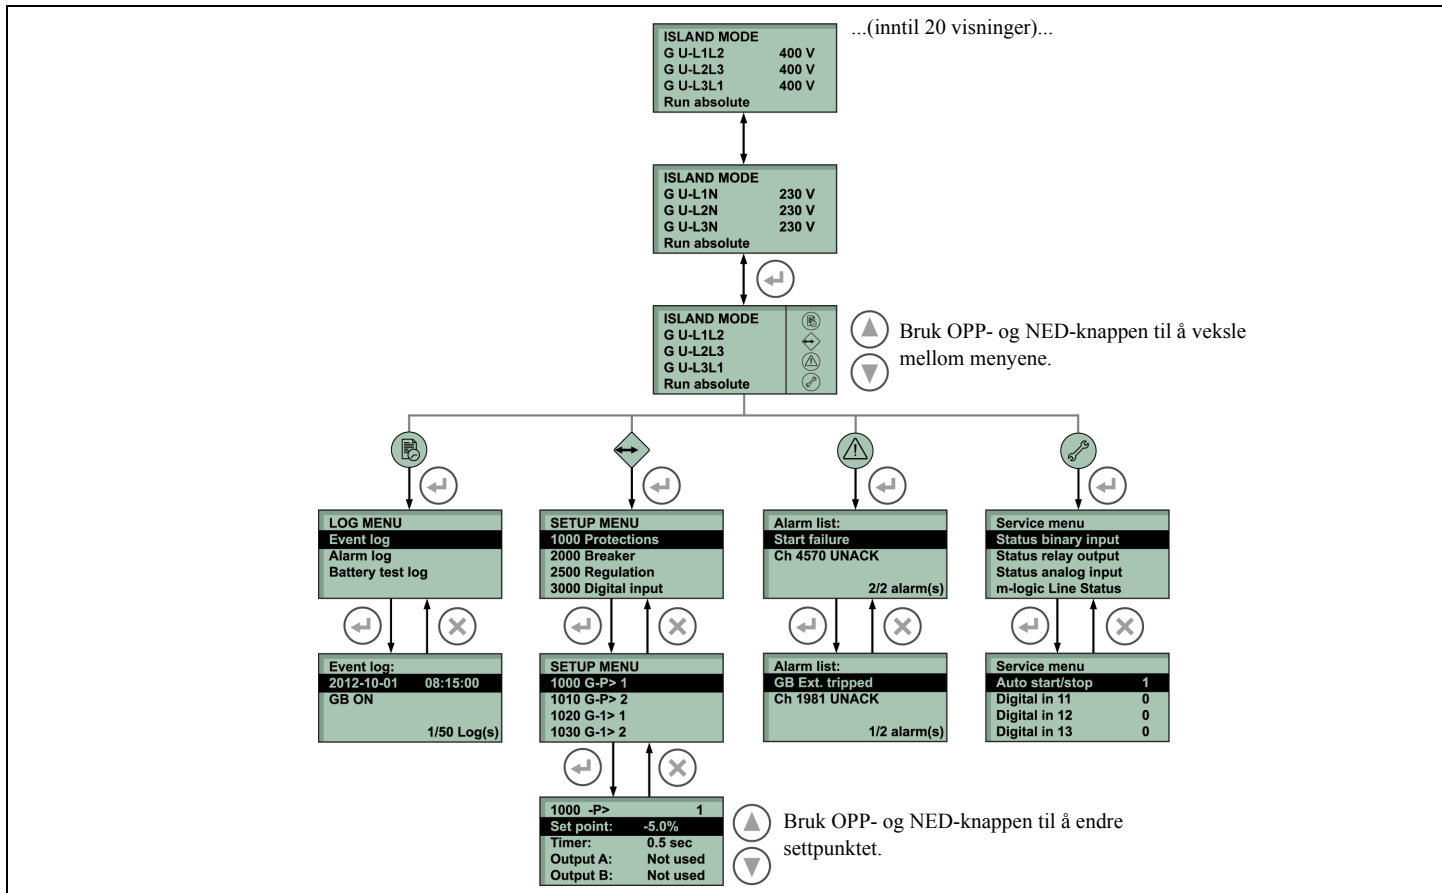 ISLAND MODE
G U-L1L2 400 V
G U-L2L3 400 V
G U-L3L1 400 V
Run absolute
...(inntil 20 visninger)...
ISLAND MODE
G U-L1N 230 V
G U-L2N 230 V
G U-L3N 230 V
Run absolute
ISLAND MODE
G U-L1L2
G U-L2L3
G U-L3L1
Run absolute
Bruk OPP- og NED-knappen til å veksle
mellom menyene.
LOG MENU
Event log
Alarm log
Battery test log
SETUP MENU
1000 Protections
2000 Breaker
2500 Regulation
3000 Digital input
Alarm list:
Start failure
Ch 4570 UNACK
2/2 alarm(s)
Service menu
Status binary input
Status relay output
Status analog input
m-logic Line Status
Event log:
2012-10-01 08:15:00
GB ON
1/50 Log(s)
SETUP MENU
1000 G-P> 1
1010 G-P> 2
1020 G-1> 1
1030 G-1> 2
Alarm list:
GB Ext. tripped
Ch 1981 UNACK
1/2 alarm(s)
Service menu
Auto start/stop 1
Digital in 11 0
Digital in 12 0
Digital in 13 0
1000 -P> 1
Set point: -5.0%
Timer: 0.5 sec
Output A: Not used
Output B: Not used
Bruk OPP- og NED-knappen til å endre
settpunktet.